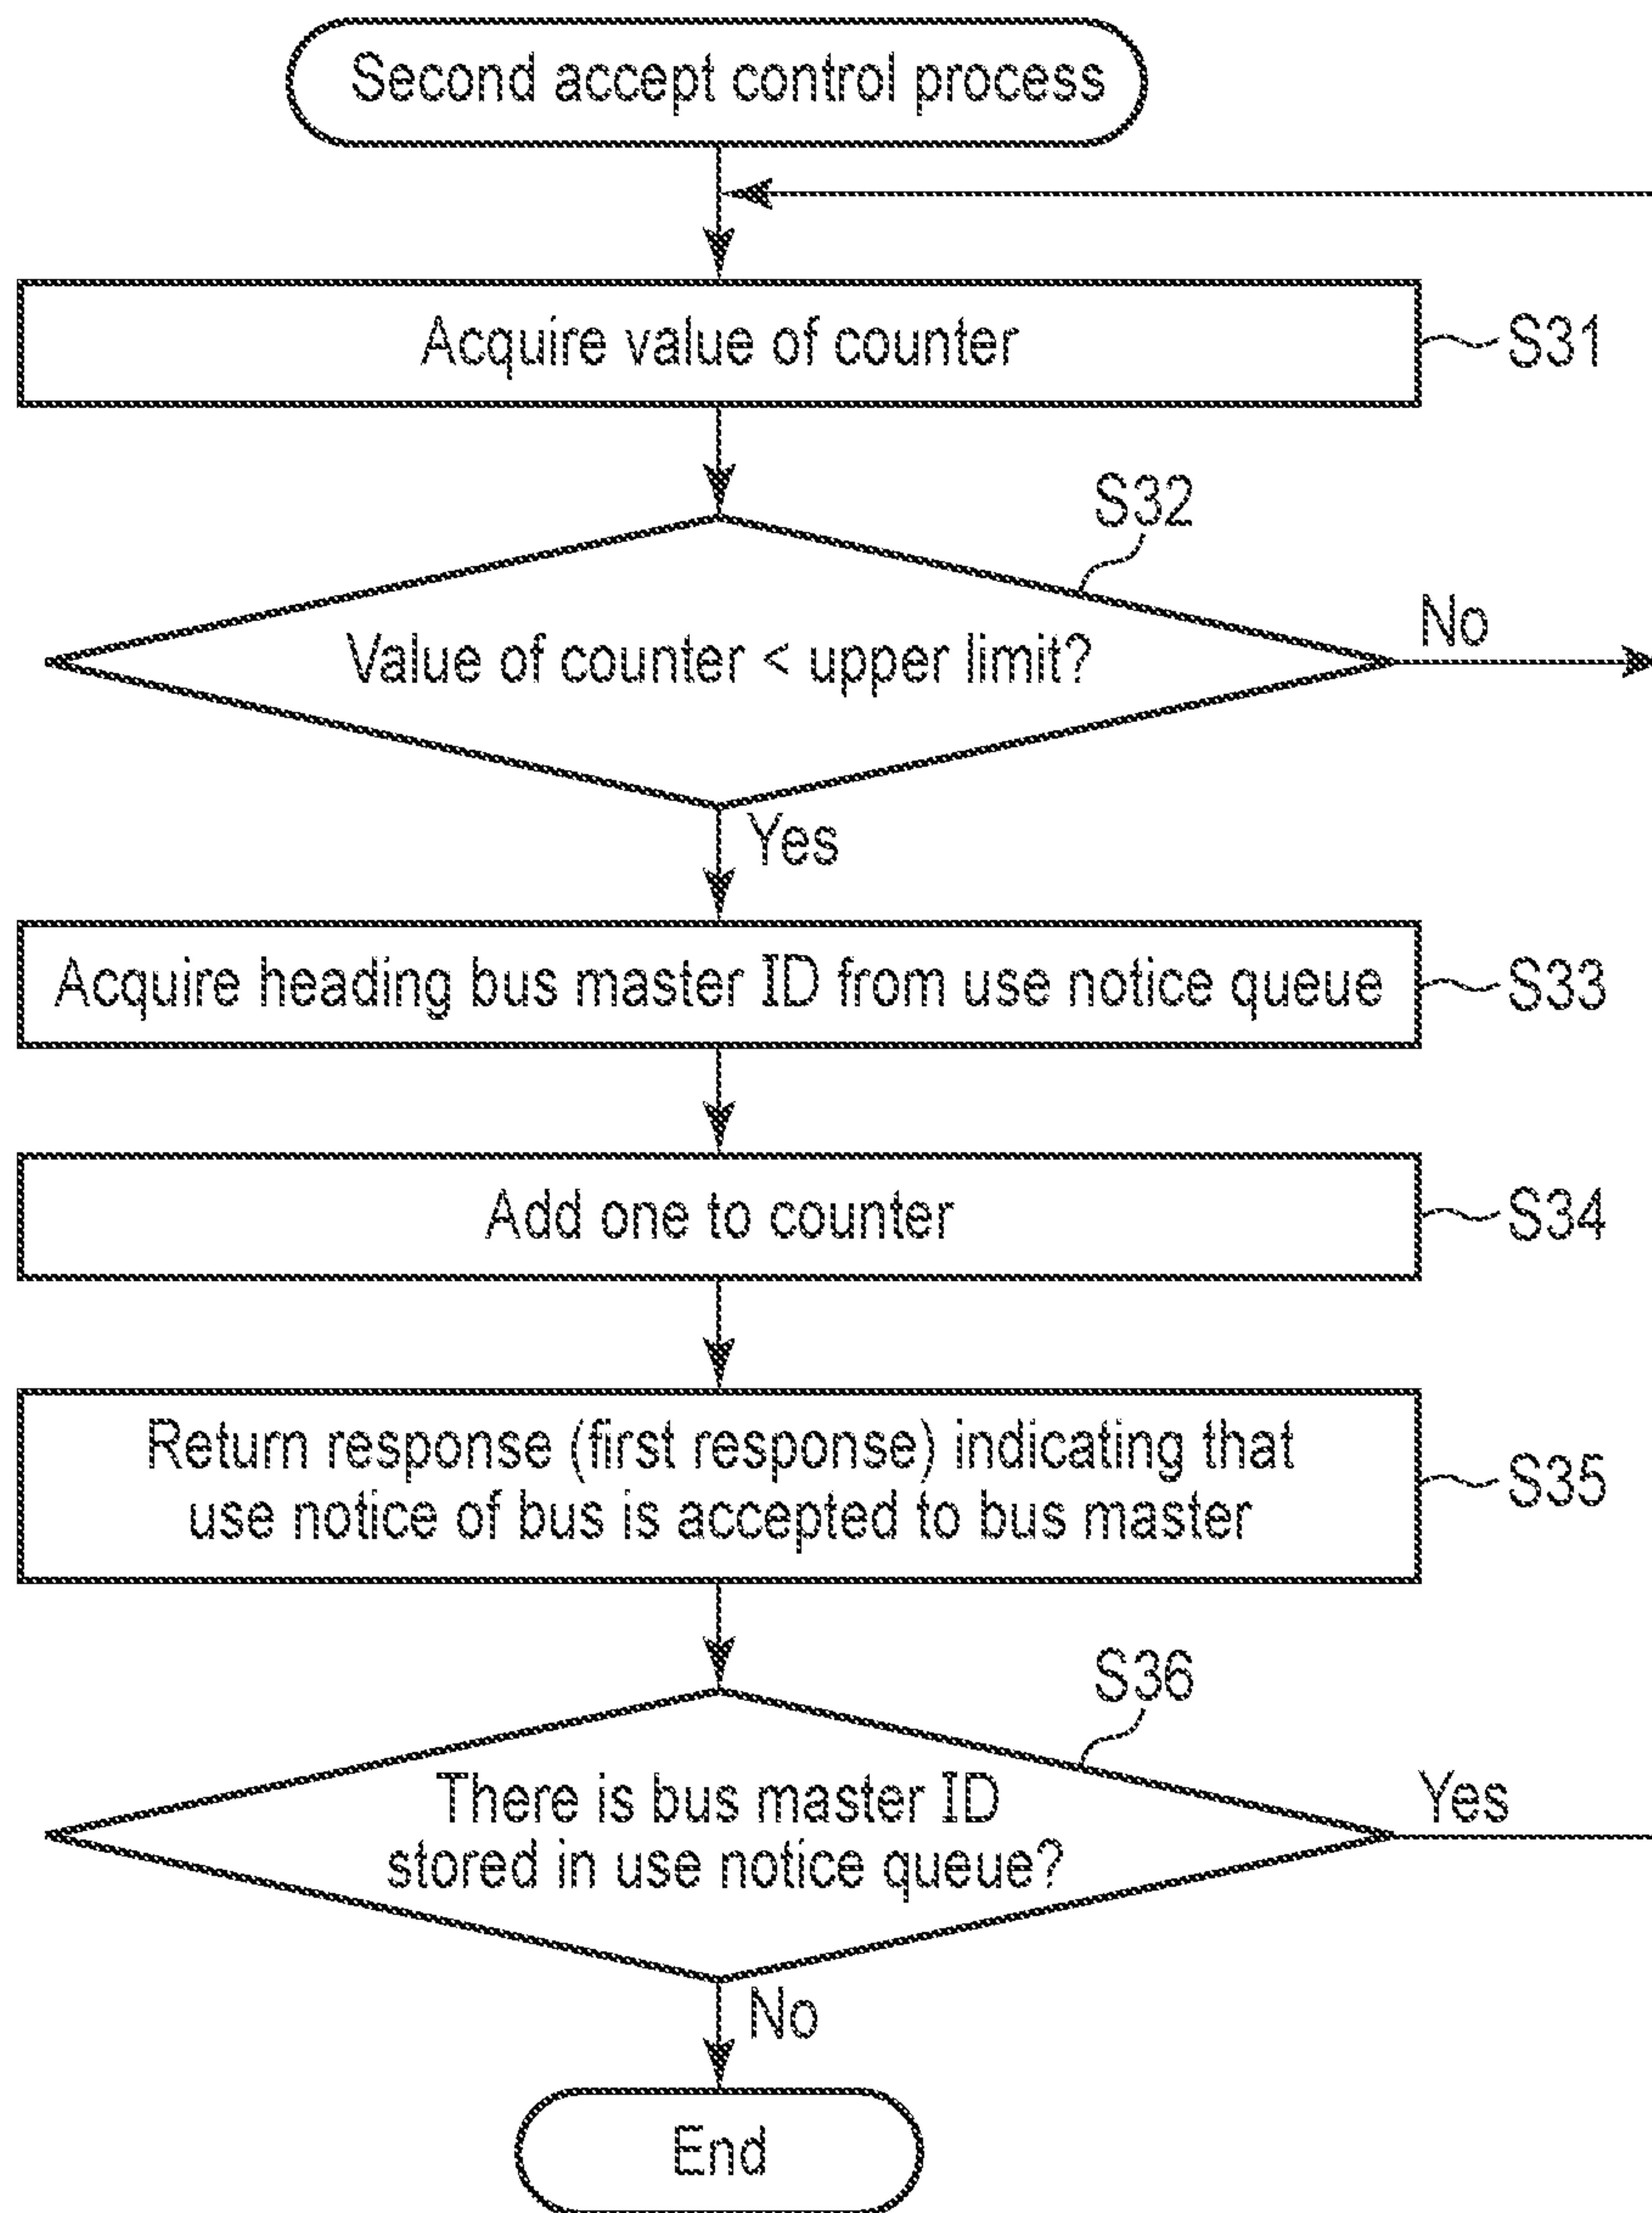 Second accept control process
Acquire value of counter
S31
S32
Value of counter < upper limit?
No
Yes
Acquire heading bus master ID from use notice queue
S33
Add one to counter
S34
Return response (first response) indicating that
use notice of bus is accepted to bus master
S35
S36
There is bus master ID
stored in use notice queue?
Yes
No
End